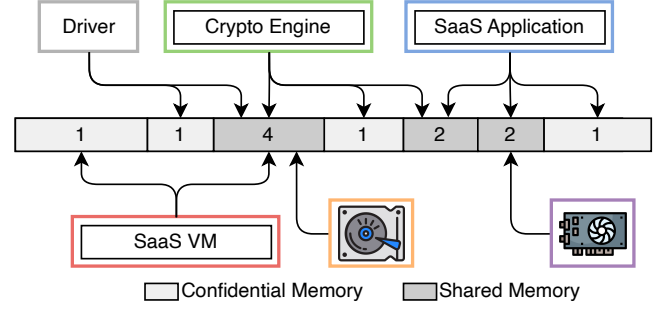 Driver Crypto Engine SaaS Application
1 1 4 1 2 2 1
SaaS VM
Confidential Memory Shared Memory